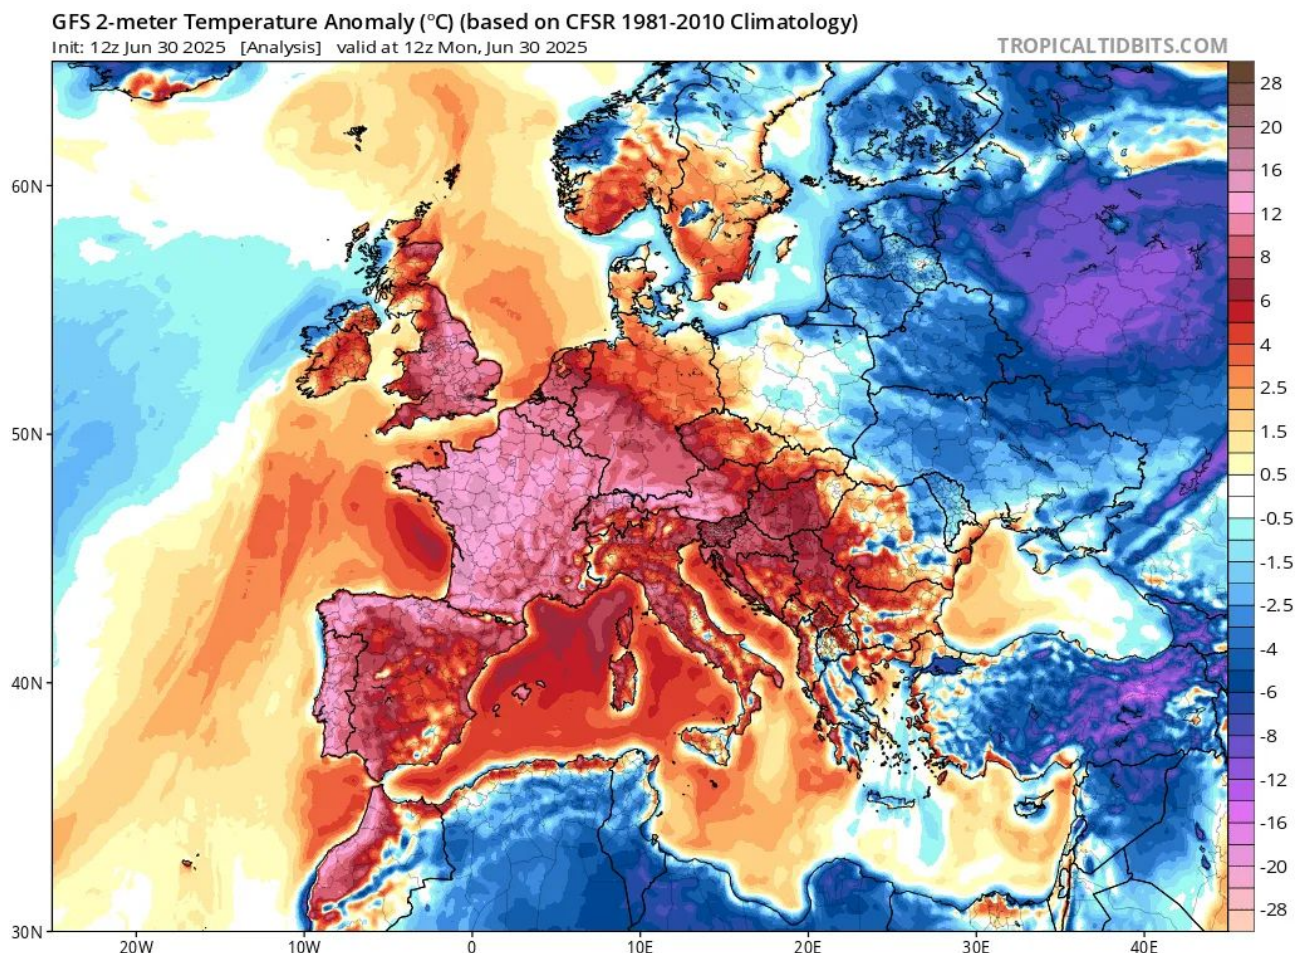 GFS 2-meter Temperature Anomaly (°C) (based on CFSR 1981-2010 Climatology)
Init: 12z Jun 30 2025 [Analysis] valid at 12z Mon, Jun 30 2025
TROPICALTIDBITS.COM
60N
50N
40N
30N
20W
10W
0
10E
20E
30E
40E
28
20
16
12
8
6
4
2.5
1.5
0.5
-0.5
-1.5
-2.5
-4
-6
-8
-12
-16
-20
-28